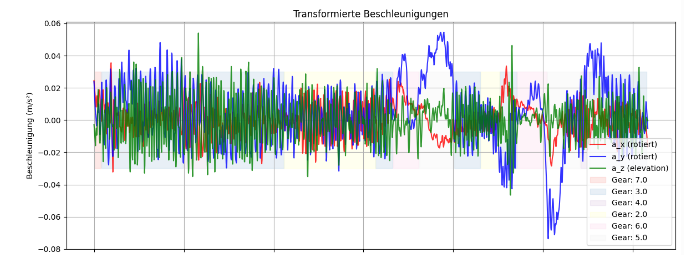 Transformierte Beschleunigungen
0.06
0.04
0.02
0.00
−0.02
−0.04
−0.06
−0.08
Beschleunigung (m/s²)
a_x (rotiert)
a_y (rotiert)
a_z (elevation)
Gear: 7.0
Gear: 3.0
Gear: 4.0
Gear: 2.0
Gear: 6.0
Gear: 5.0